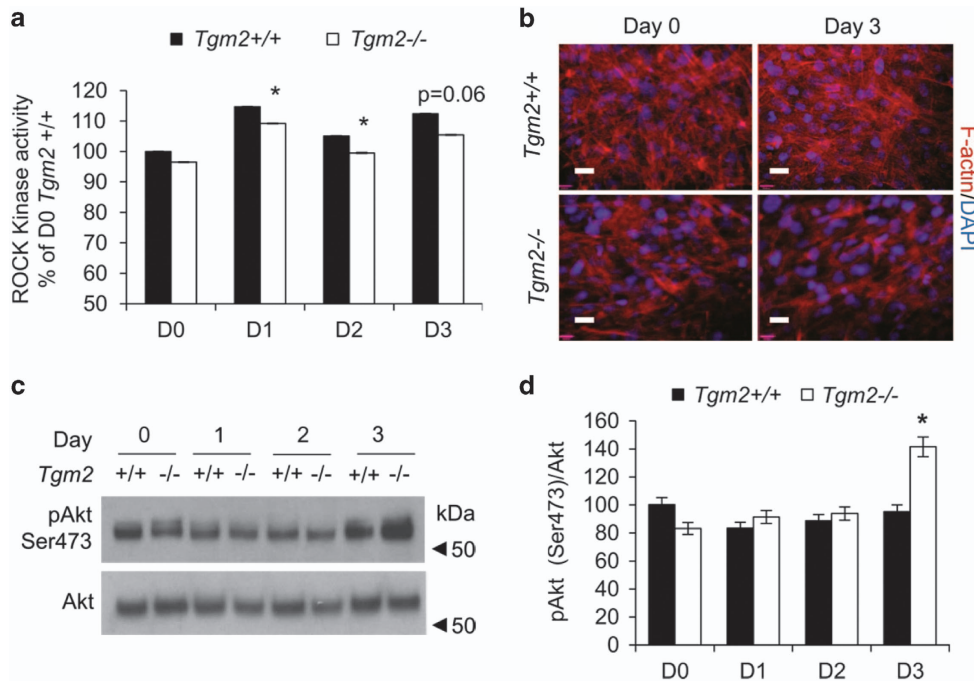 a
Tgm2+/+ Tgm2-/-
ROCK Kinase activity
% of D0 Tgm2 +/+
120
110
100
90
80
70
60
50
* * p=0.06
D0 D1 D2 D3
b
Day 0 Day 3
Tgm2+/+
Tgm2-/-
F-actin/DAPI
c
Day 0 1 2 3
Tgm2 +/+ -/- +/+ -/- +/+ -/- +/+ -/-
pAkt
Ser473
kDa
50
Akt
50
d
Tgm2+/+ Tgm2-/-
pAkt (Ser473)/Akt
160
140
120
100
80
60
40
20
0
*
D0 D1 D2 D3